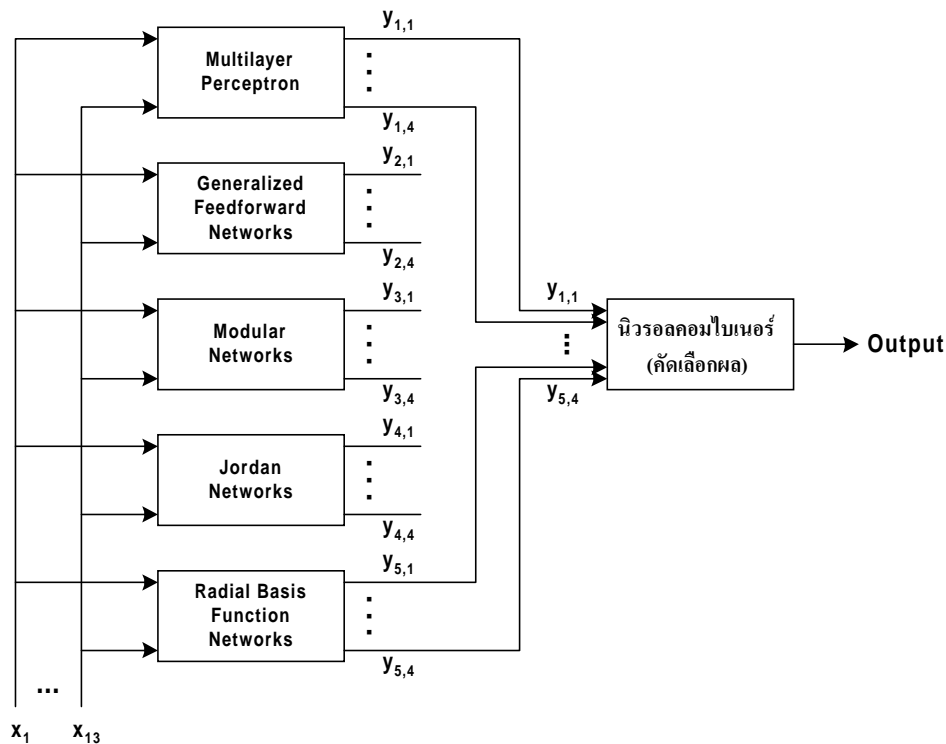 y1,1
Multilayer
Perceptron
y1,4
y2,1
Generalized
Feedforward
Networks
y2,4
y3,1
Modular
Networks
y3,4
y4,1
Jordan
Networks
y4,4
y5,1
Radial Basis
Function
Networks
y5,4
...
x1 x13
y1,1
y5,4
นิวรอลคอมไบเนอร์
(คัดเลือกผล)
Output